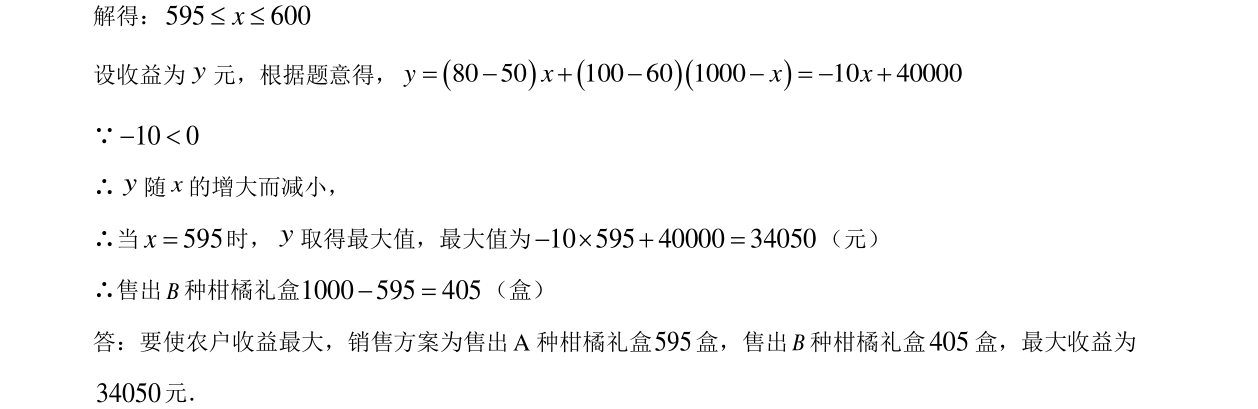 解得：595 ≤ x ≤ 600
设收益为 y 元，根据题意得， y = (80 − 50) x + (100 − 60)(1000 − x) = −10x + 40000
∵ −10 < 0
∴ y 随 x 的增大而减小，
∴当 x = 595 时， y 取得最大值，最大值为 −10 × 595 + 40000 = 34050 （元）
∴售出 B 种柑橘礼盒 1000 − 595 = 405 （盒）
答：要使农户收益最大，销售方案为售出 A 种柑橘礼盒 595 盒，售出 B 种柑橘礼盒 405 盒，最大收益为
34050 元．